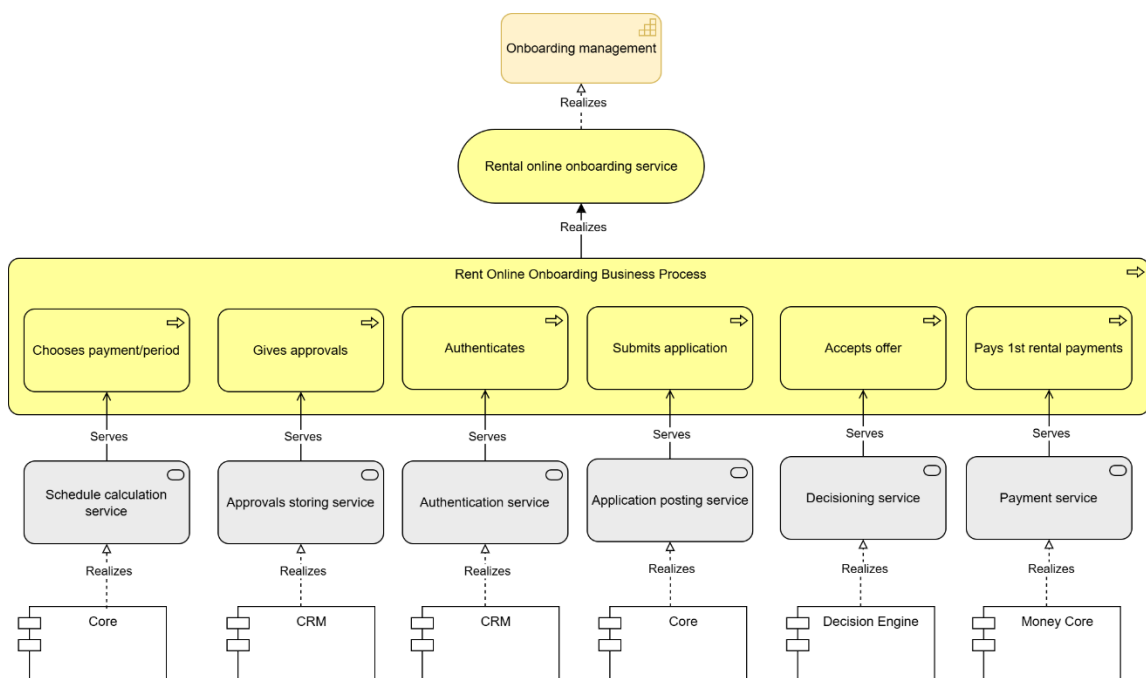 Onboarding management
Realizes
Rental online onboarding service
Realizes
Rent Online Onboarding Business Process
Chooses payment/period
Gives approvals
Authenticates
Submits application
Accepts offer
Pays 1st rental payments
Serves
Serves
Serves
Serves
Serves
Serves
Schedule calculation
service
Approvals storing service
Authentication service
Application posting service
Decisioning service
Payment service
Realizes
Realizes
Realizes
Realizes
Realizes
Realizes
Core
CRM
CRM
Core
Decision Engine
Money Core